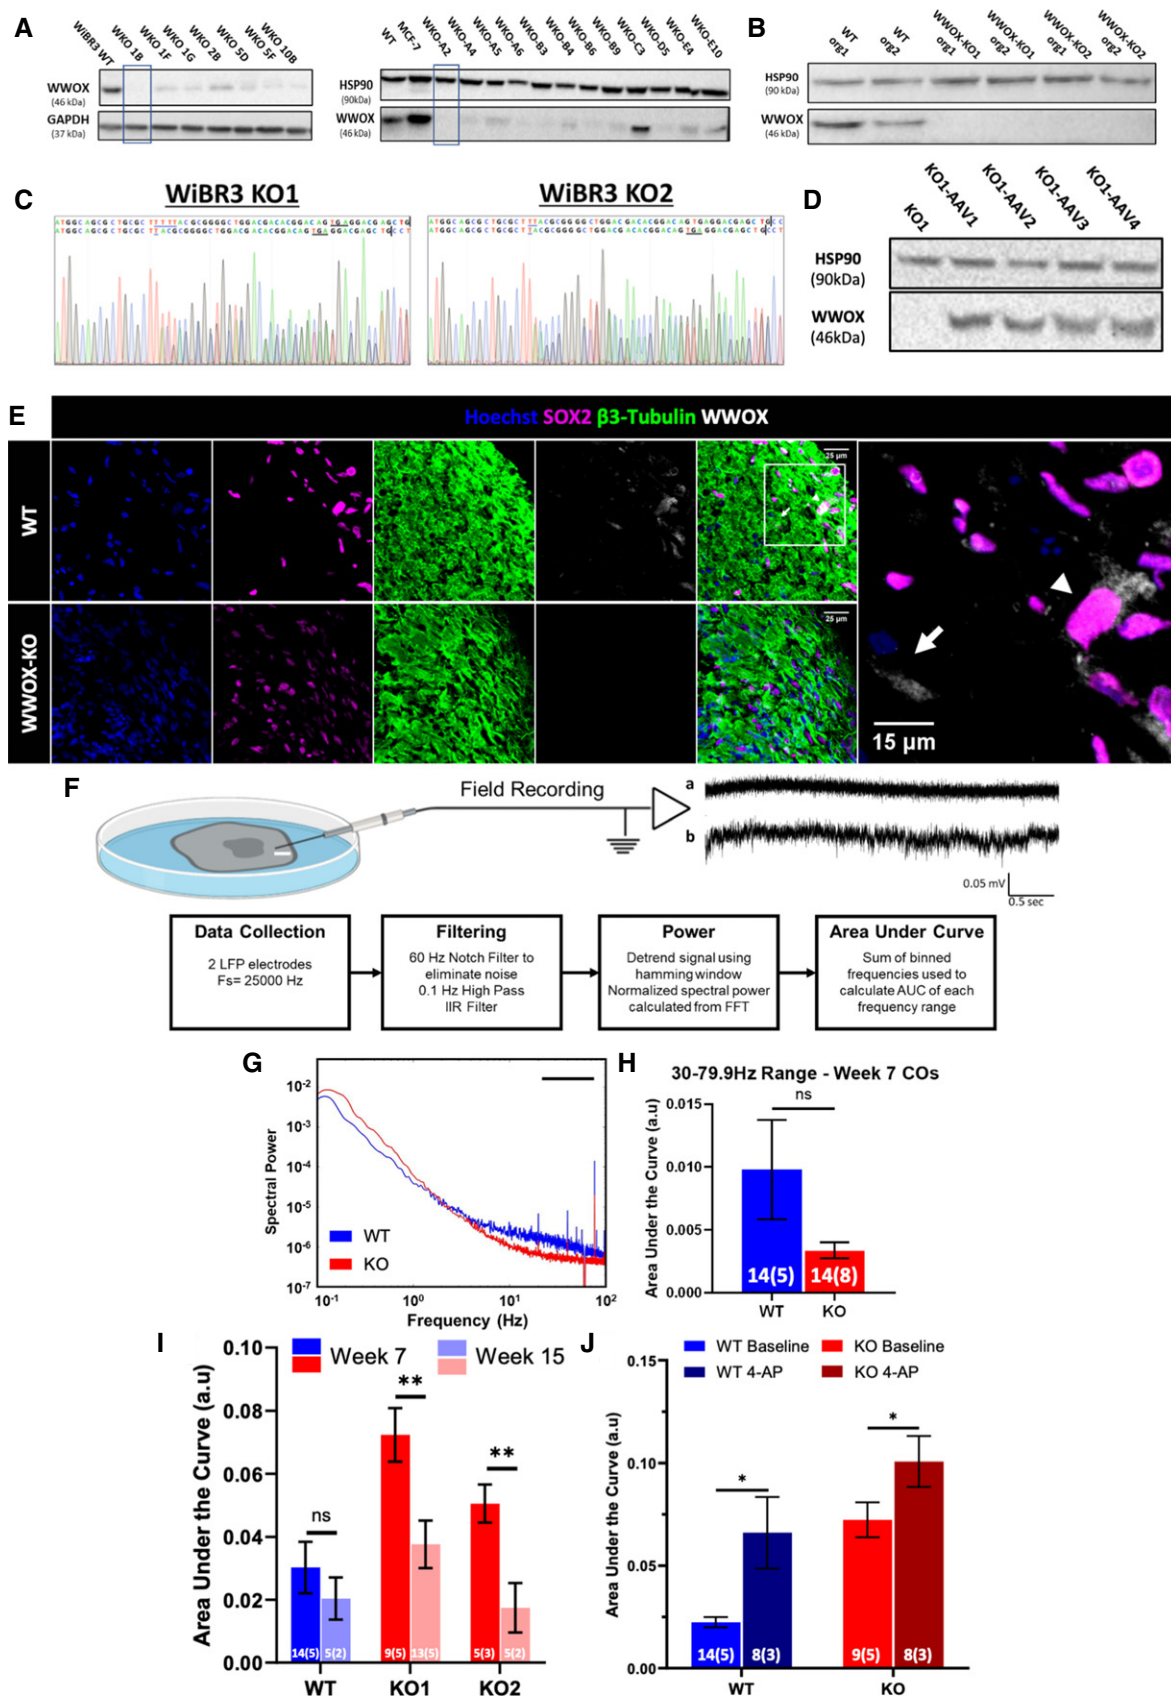 A
WiBR3 WT
WKO 1B
WKO 1F
WKO 1G
WKO 2B
WKO 5D
WKO 5F
WKO 10B
WWOX
(46 kDa)
GAPDH
(37 kDa)
WT
MCF-7
WKO-A2
WKO-A4
WKO-A5
WKO-A6
WKO-B3
WKO-B4
WKO-B6
WKO-B9
WKO-C3
WKO-D5
WKO-E4
WKO-E10
HSP90
(90kDa)
WWOX
(46 kDa)
B
WT
org1
WT
org2
WWOX-KO1
org1
WWOX-KO1
org2
WWOX-KO2
org1
WWOX-KO2
org2
HSP90
(90 kDa)
WWOX
(46 kDa)
C
WiBR3 KO1
ATGGCAGCGCTGCGCTTTTTACGCGGGGCTGGACGACACGGACAGTGAGGACGAGCTG
ATGGCAGCGCTGCGCTTACGCGGGGCTGGACGACACGGACAGTGAGGACGAGCTGCCT
WiBR3 KO2
ATGGCAGCGCTGCGCTTTACGCGGGGCTGGACGACACGGACAGTGAGGACGAGCTGCC
ATGGCAGCGCTGCGCTTACGCGGGGCTGGACGACACGGACAGTGAGGACGAGCTGCCT
D
KO1
KO1-AAV1
KO1-AAV2
KO1-AAV3
KO1-AAV4
HSP90
(90kDa)
WWOX
(46kDa)
E
Hoechst SOX2 β3-Tubulin WWOX
WT
25 µm
WWOX-KO
25 µm
15 µm
F
Field Recording
a
b
0.05 mV
0.5 sec
Data Collection
2 LFP electrodes
Fs= 25000 Hz
Filtering
60 Hz Notch Filter to
eliminate noise
0.1 Hz High Pass
IIR Filter
Power
Detrend signal using
hamming window
Normalized spectral power
calculated from FFT
Area Under Curve
Sum of binned
frequencies used to
calculate AUC of each
frequency range
G
Spectral Power
10-2
10-3
10-4
10-5
10-6
10-7
WT
KO
10-1
100
101
102
Frequency (Hz)
H
30-79.9Hz Range - Week 7 COs
Area Under the Curve (a.u)
0.015
0.010
0.005
0.000
ns
14(5)
14(8)
WT
KO
I
Area Under the Curve (a.u)
0.10
0.08
0.06
0.04
0.02
0.00
Week 7
Week 15
ns
**
**
14(5)
5(2)
9(5)
13(5)
5(3)
5(2)
WT
KO1
KO2
J
WT Baseline
KO Baseline
WT 4-AP
KO 4-AP
Area Under the Curve (a.u)
0.15
0.10
0.05
0.00
*
*
14(5)
8(3)
9(5)
8(3)
WT
KO